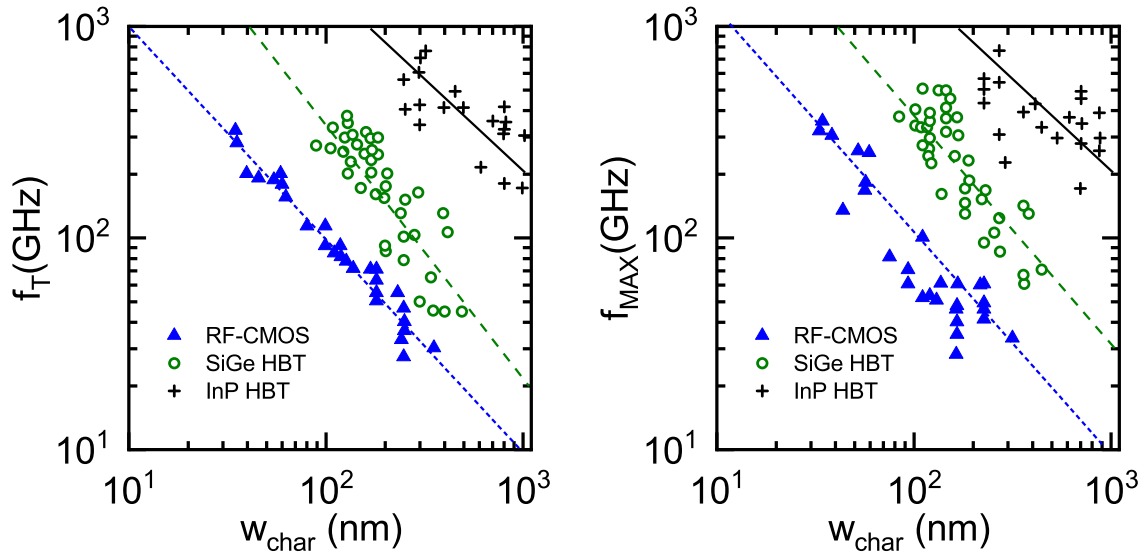 10³
10²
10¹
f_T(GHz)
RF-CMOS
SiGe HBT
InP HBT
10¹ 10² 10³
w_char (nm)
10³
10²
10¹
f_MAX(GHz)
RF-CMOS
SiGe HBT
InP HBT
10¹ 10² 10³
w_char (nm)